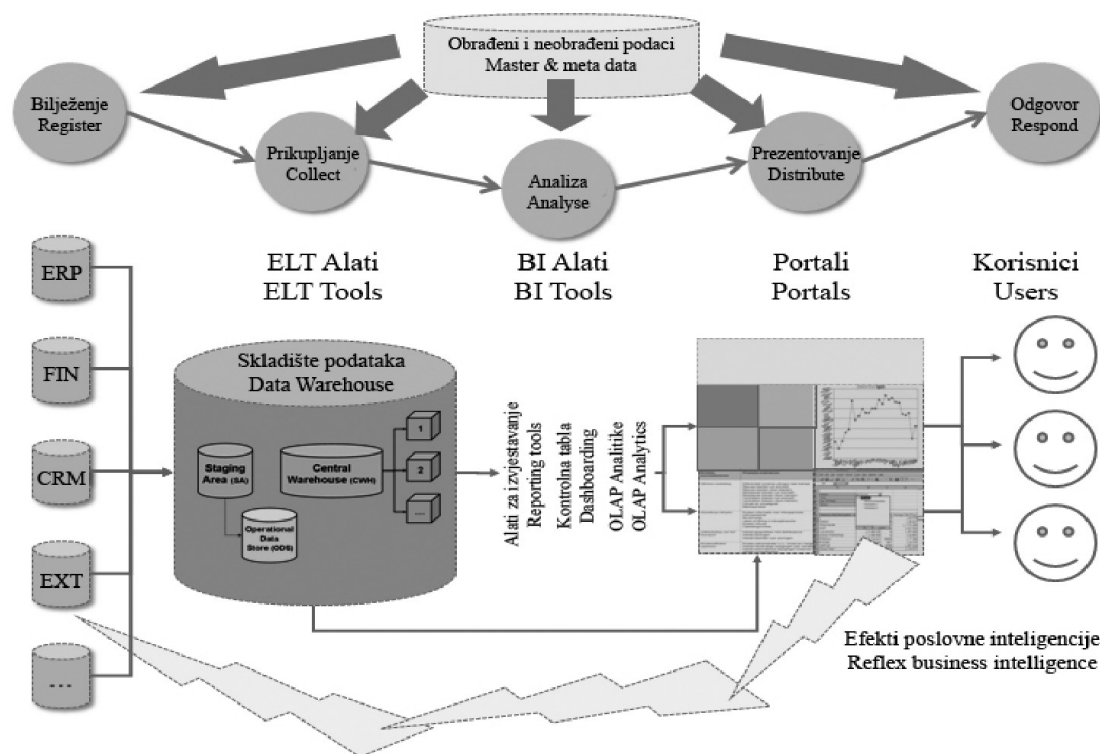 Obrađeni i neobrađeni podaci
Master & meta data
Bilježenje
Register
Prikupljanje
Collect
Analiza
Analyse
Prezentovanje
Distribute
Odgovor
Respond
ELT Alati
ELT Tools
BI Alati
BI Tools
Portali
Portals
Korisnici
Users
ERP
FIN
CRM
EXT
...
Skladište podataka
Data Warehouse
Staging
Area (SA)
Central
Warehouse (CWH)
Operational
Data
Store (ODS)
1
2
....
Alati za izvjestavanje
Reporting tools
Kontrolna tabla
Dashboarding
OLAP Analitike
OLAP Analytics
Efekti poslovne inteligencije
Reflex business intelligence